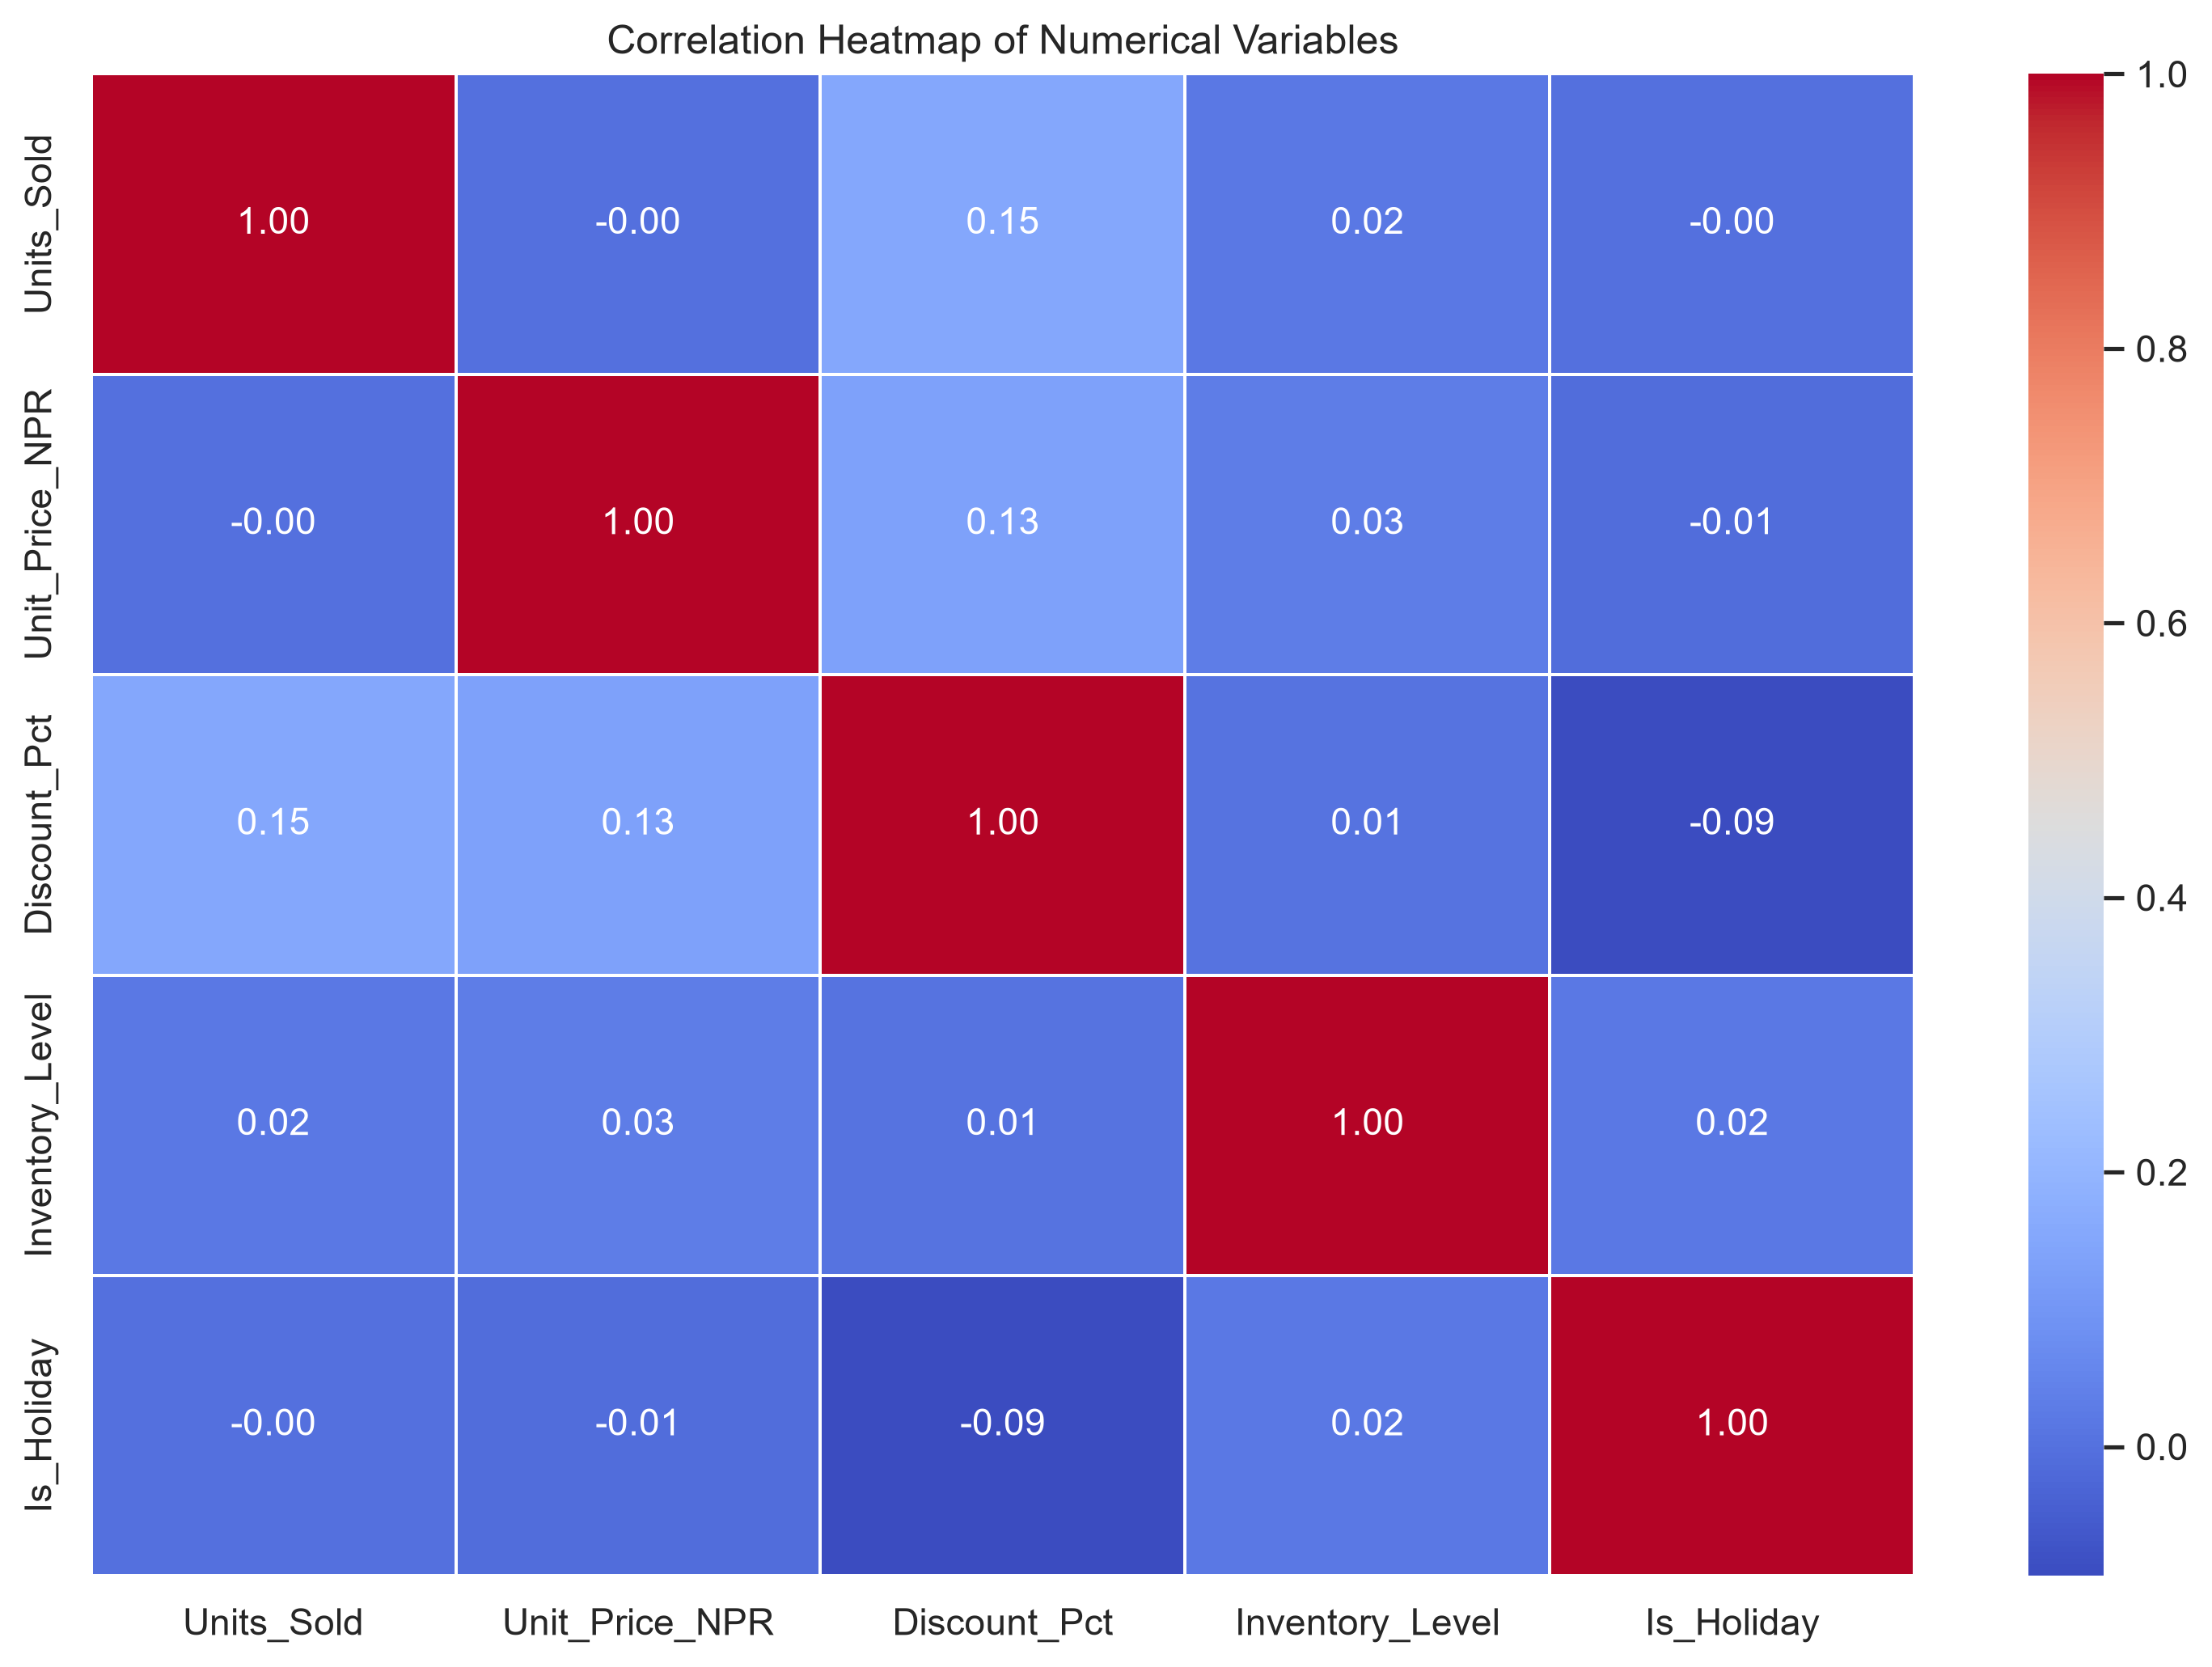 Correlation Heatmap of Numerical Variables
Units_Sold 1.00 -0.00 0.15 0.02 -0.00
Unit_Price_NPR -0.00 1.00 0.13 0.03 -0.01
Discount_Pct 0.15 0.13 1.00 0.01 -0.09
Inventory_Level 0.02 0.03 0.01 1.00 0.02
Is_Holiday -0.00 -0.01 -0.09 0.02 1.00
Units_Sold Unit_Price_NPR Discount_Pct Inventory_Level Is_Holiday
1.0
0.8
0.6
0.4
0.2
0.0